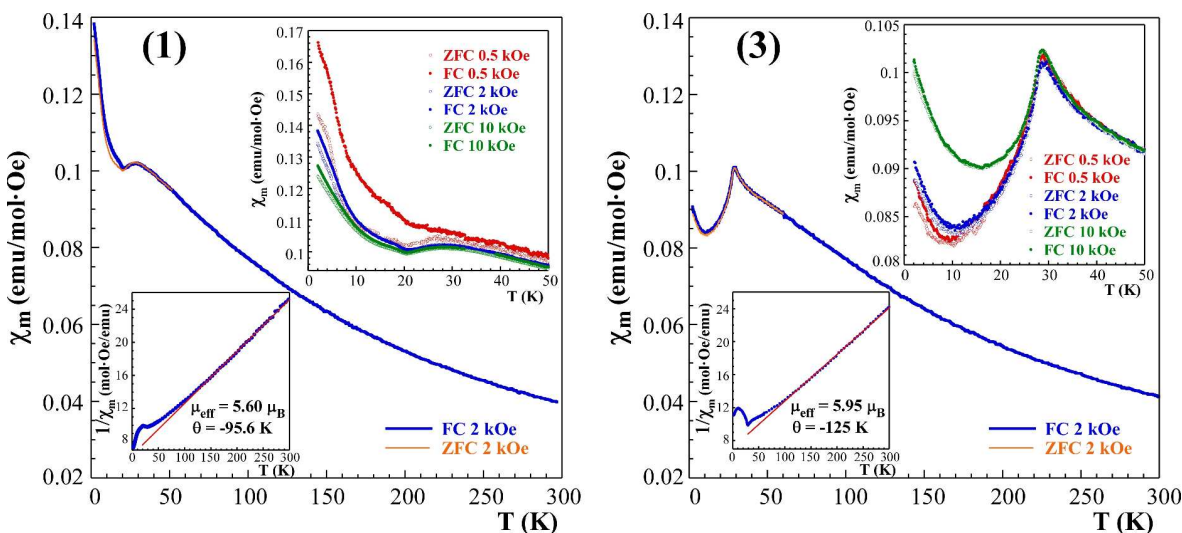 (1)
χm (emu/mol·Oe)
0.14
0.12
0.1
0.08
0.06
0.04
0.02
0 50 100 150 200 250 300
T (K)
FC 2 kOe
ZFC 2 kOe
χm (emu/mol·Oe)
0.17
0.16
0.15
0.14
0.13
0.12
0.11
0.1
0 10 20 30 40 50
T (K)
ZFC 0.5 kOe
FC 0.5 kOe
ZFC 2 kOe
FC 2 kOe
ZFC 10 kOe
FC 10 kOe
1/χm (mol·Oe/emu)
24
20
16
12
8
0 50 100 150 200 250 300
T (K)
μeff = 5.60 μB
θ = -95.6 K
(3)
χm (emu/mol·Oe)
0.14
0.12
0.1
0.08
0.06
0.04
0.02
0 50 100 150 200 250 300
T (K)
FC 2 kOe
ZFC 2 kOe
χm (emu/mol·Oe)
0.105
0.1
0.095
0.09
0.085
0.08
0 10 20 30 40 50
T (K)
ZFC 0.5 kOe
FC 0.5 kOe
ZFC 2 kOe
FC 2 kOe
ZFC 10 kOe
FC 10 kOe
1/χm (mol·Oe/emu)
24
20
16
12
8
0 50 100 150 200 250 300
T (K)
μeff = 5.95 μB
θ = -125 K